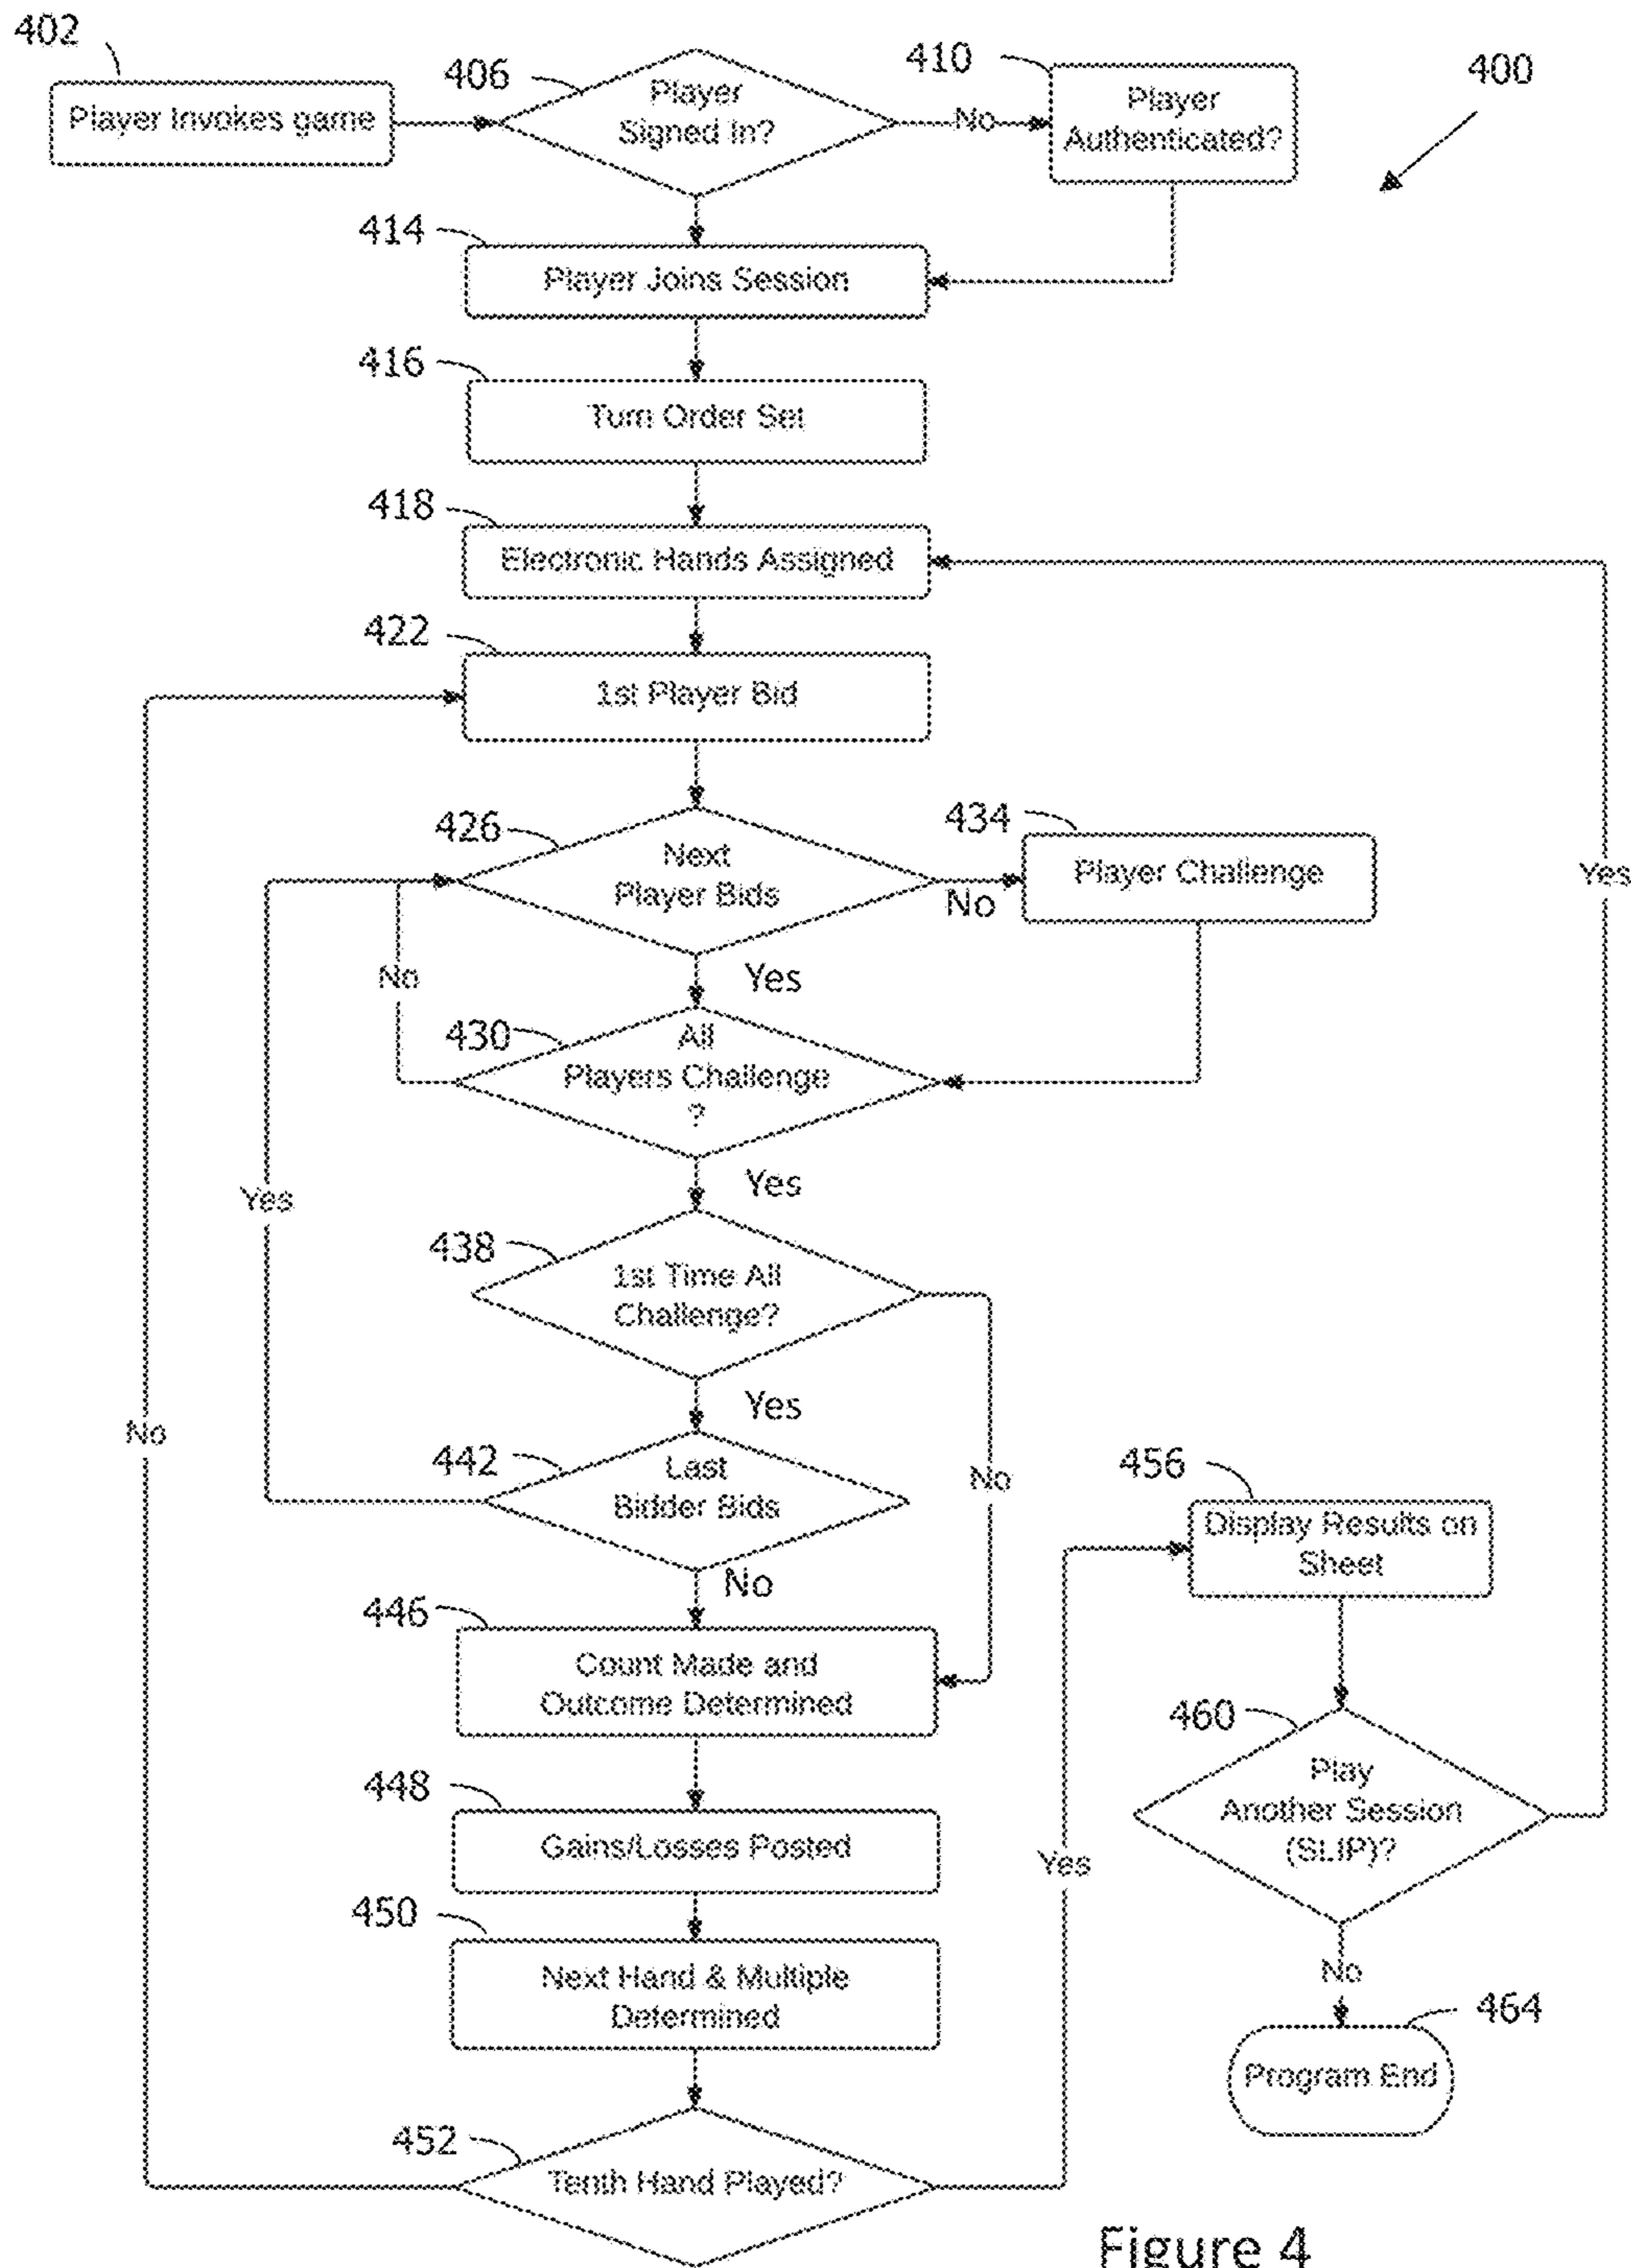 402
Player Invokes game
406
Player
Signed In?
No
410
Player
Authenticated?
400
414
Player Joins Session
416
Turn Order Set
418
Electronic Hands Assigned
422
1st Player Bid
426
Next
Player Bids
No
434
Player Challenge
Yes
No
Yes
430
All
Players Challenge
?
Yes
Yes
438
1st Time All
Challenge?
Yes
No
No
442
Last
Bidder Bids
No
446
Count Made and
Outcome Determined
448
Gains/Losses Posted
450
Next Hand & Multiple
Determined
452
Tenth Hand Played?
Yes
456
Display Results on
Sheet
460
Play
Another Session
(SLIP)?
No
464
Program End
Figure 4